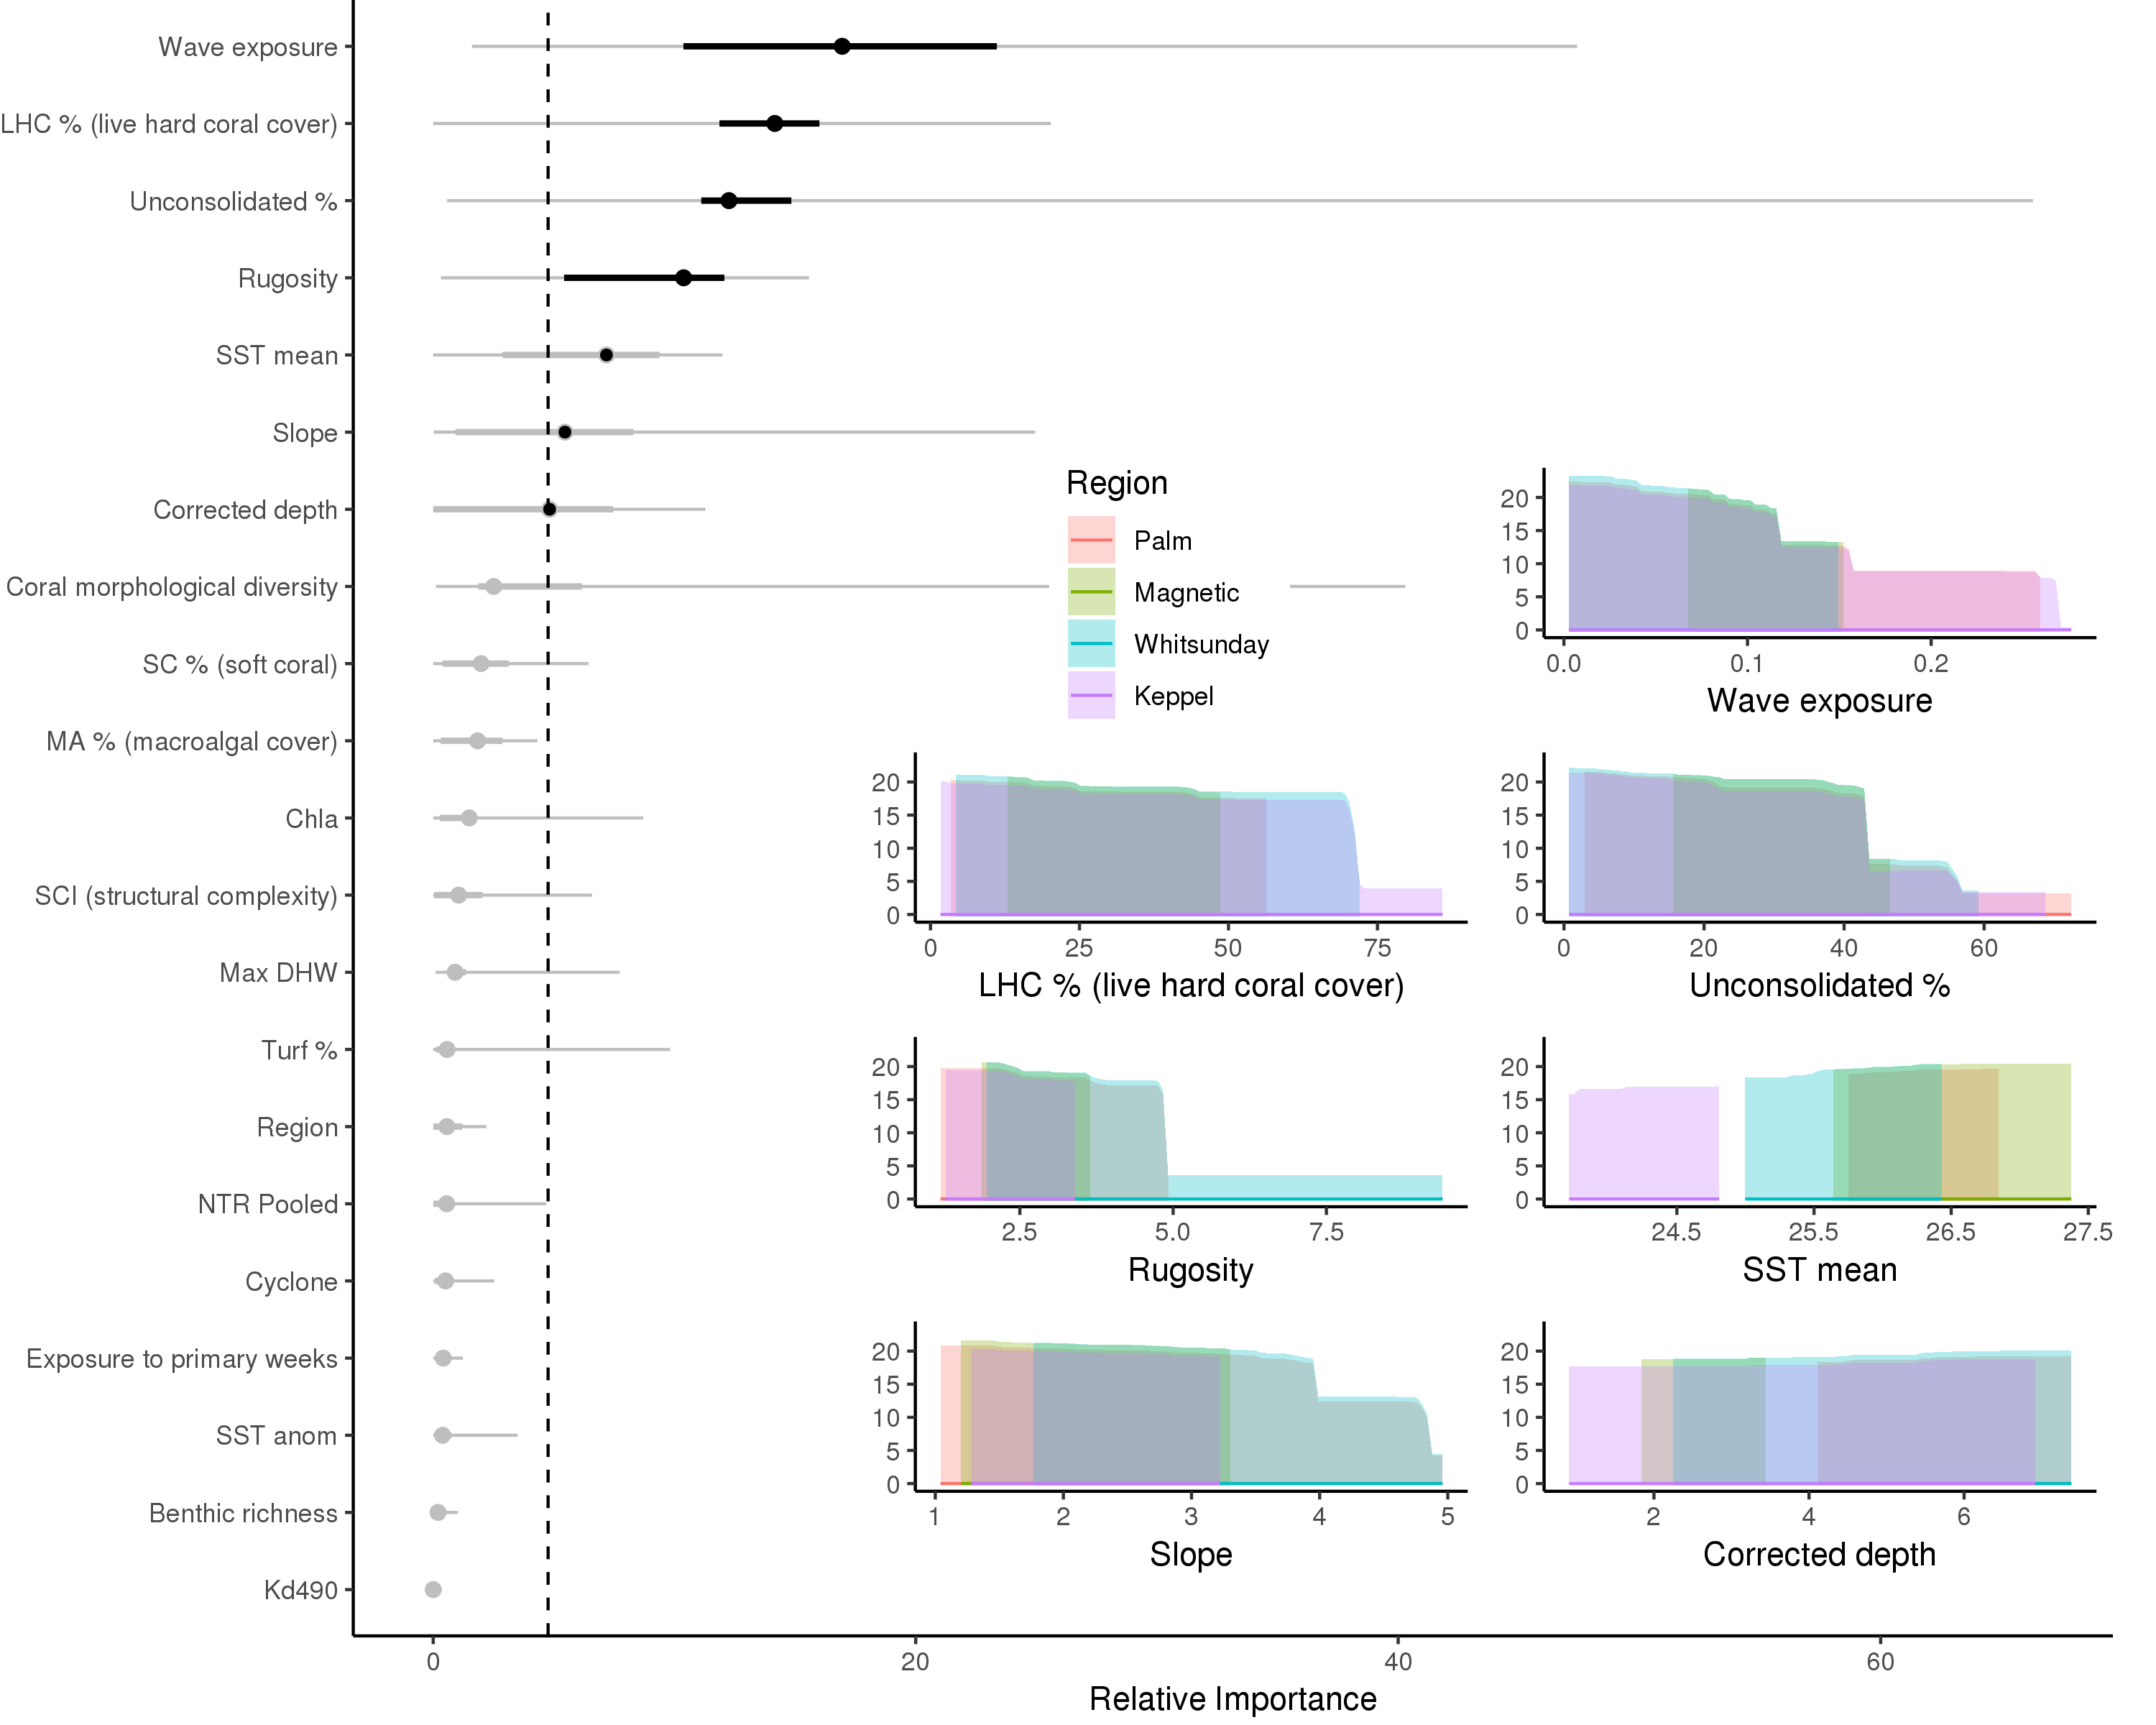 Wave exposure
LHC % (live hard coral cover)
Unconsolidated %
Rugosity
SST mean
Slope
Corrected depth
Coral morphological diversity
SC % (soft coral)
MA % (macroalgal cover)
Chla
SCI (structural complexity)
Max DHW
Turf %
Region
NTR Pooled
Cyclone
Exposure to primary weeks
SST anom
Benthic richness
Kd490
0 20 40 60
Relative Importance
Region
Palm
Magnetic
Whitsunday
Keppel
20
15
10
5
0
0.0 0.1 0.2
Wave exposure
20
15
10
5
0
0 25 50 75
LHC % (live hard coral cover)
20
15
10
5
0
0 20 40 60
Unconsolidated %
20
15
10
5
0
2.5 5.0 7.5
Rugosity
20
15
10
5
0
24.5 25.5 26.5 27.5
SST mean
20
15
10
5
0
1 2 3 4 5
Slope
20
15
10
5
0
2 4 6
Corrected depth